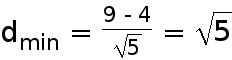 d_min = (9 - 4)/√5 = √5